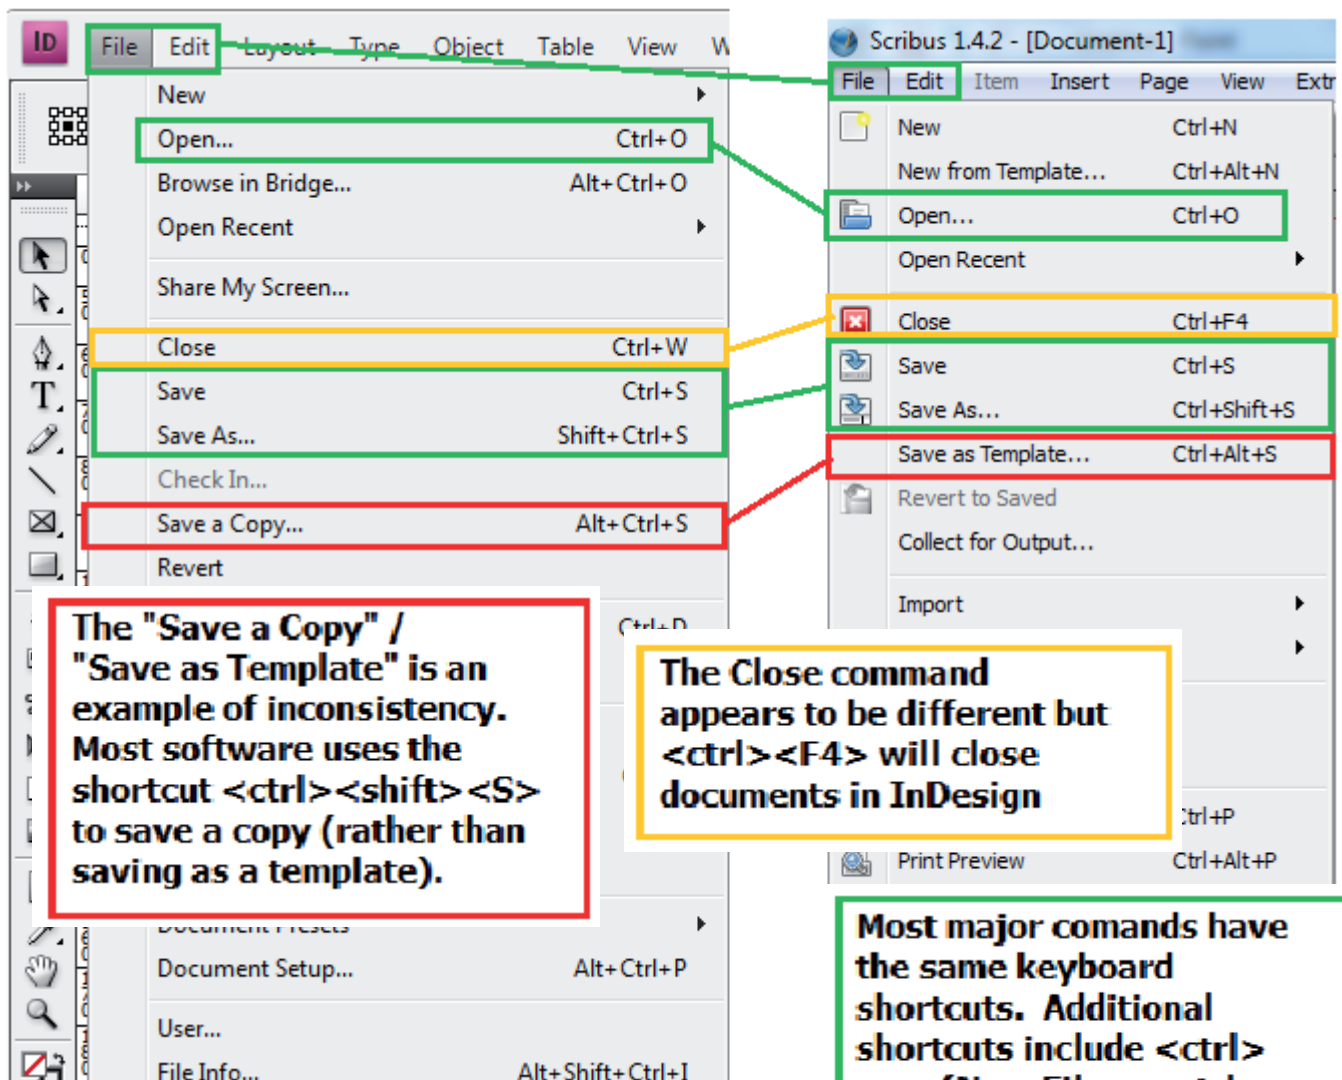 ID File Edit Layout Type Object Table View W
New
Open... Ctrl+O
Browse in Bridge... Alt+Ctrl+O
Open Recent
Share My Screen...
Close Ctrl+W
Save Ctrl+S
Save As... Shift+Ctrl+S
Check In...
Save a Copy... Alt+Ctrl+S
Revert
Ctrl+D
The "Save a Copy" /
"Save as Template" is an
example of inconsistency.
Most software uses the
shortcut <ctrl><shift><S>
to save a copy (rather than
saving as a template).
Document Presets
Document Setup... Alt+Ctrl+P
User...
File Info... Alt+Shift+Ctrl+I
Scribus 1.4.2 - [Document-1]
File Edit Item Insert Page View Extr
New Ctrl+N
New from Template... Ctrl+Alt+N
Open... Ctrl+O
Open Recent
Close Ctrl+F4
Save Ctrl+S
Save As... Ctrl+Shift+S
Save as Template... Ctrl+Alt+S
Revert to Saved
Collect for Output...
Import
The Close command
appears to be different but
<ctrl><F4> will close
documents in InDesign
Ctrl+P
Print Preview Ctrl+Alt+P
Most major comands have
the same keyboard
shortcuts. Additional
shortcuts include <ctrl>